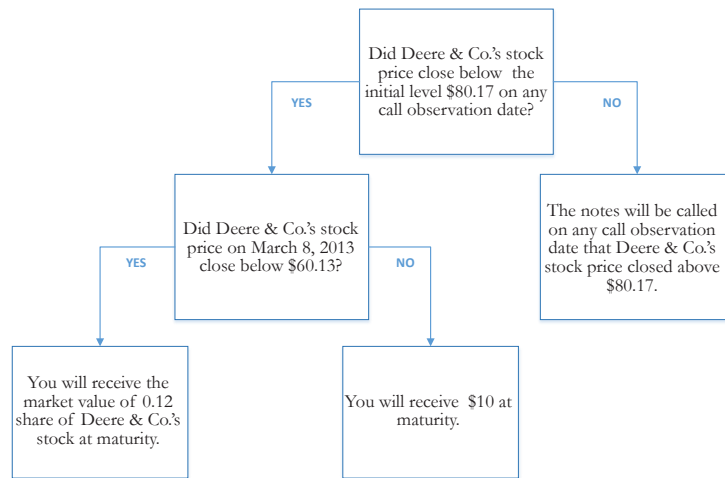 Did Deere & Co.'s stock
price close below the
initial level $80.17 on any
call observation date?
YES
NO
Did Deere & Co.'s stock
price on March 8, 2013
close below $60.13?
The notes will be called
on any call observation
date that Deere & Co.'s
stock price closed above
$80.17.
YES
NO
You will receive the
market value of 0.12
share of Deere & Co.'s
stock at maturity.
You will receive $10 at
maturity.